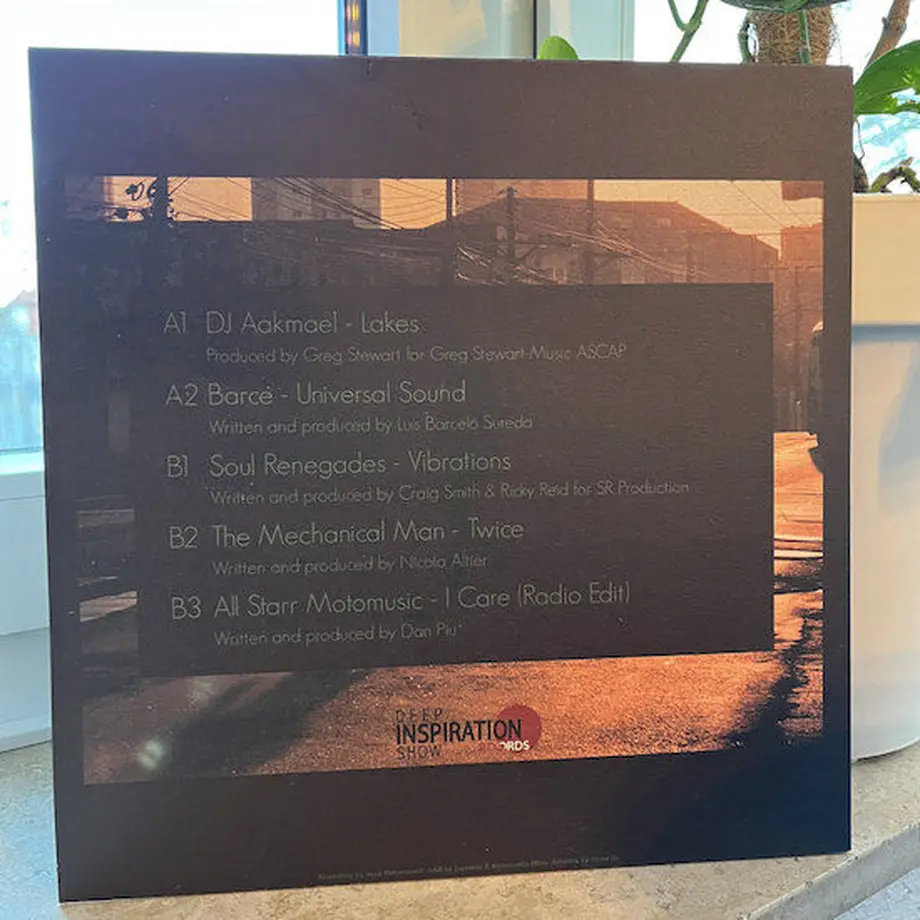 A1 DJ Aakmael - Lakes
Produced by Greg Stewart for Greg Stewart Music ASCAP
A2 Barce - Universal Sound
Written and produced by Luis Barcelo Sureda
B1 Soul Renegades - Vibrations
Written and produced by Craig Smith & Ricky Reid for SR Production
B2 The Mechanical Man - Twice
Written and produced by Nicola Altieri
B3 All Starr Motomusic - I Care (Radio Edit)
Written and produced by Dan Piu
DEEP
INSPIRATION
SHOW RECORDS